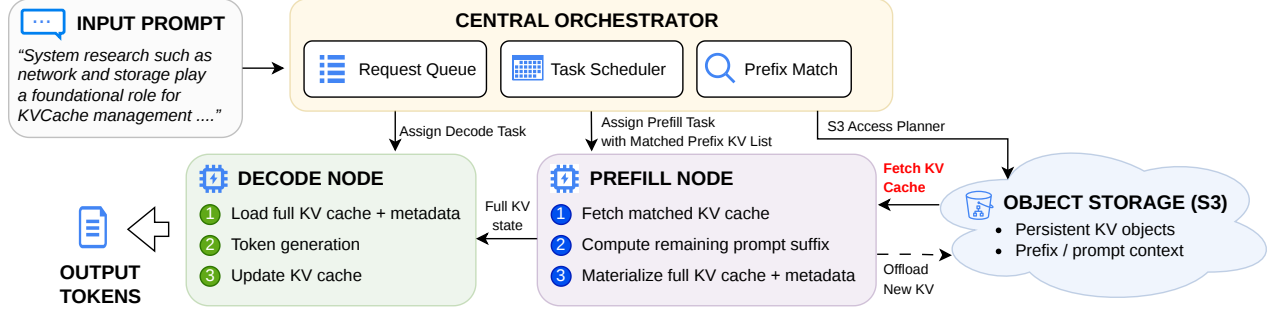 INPUT PROMPT
“System research such as
network and storage play
a foundational role for
KVCache management ....”
CENTRAL ORCHESTRATOR
Request Queue
Task Scheduler
Prefix Match
Assign Decode Task
Assign Prefill Task
with Matched Prefix KV List
S3 Access Planner
DECODE NODE
1 Load full KV cache + metadata
2 Token generation
3 Update KV cache
Full KV
state
PREFILL NODE
1 Fetch matched KV cache
2 Compute remaining prompt suffix
3 Materialize full KV cache + metadata
Fetch KV
Cache
Offload
New KV
OBJECT STORAGE (S3)
• Persistent KV objects
• Prefix / prompt context
OUTPUT
TOKENS